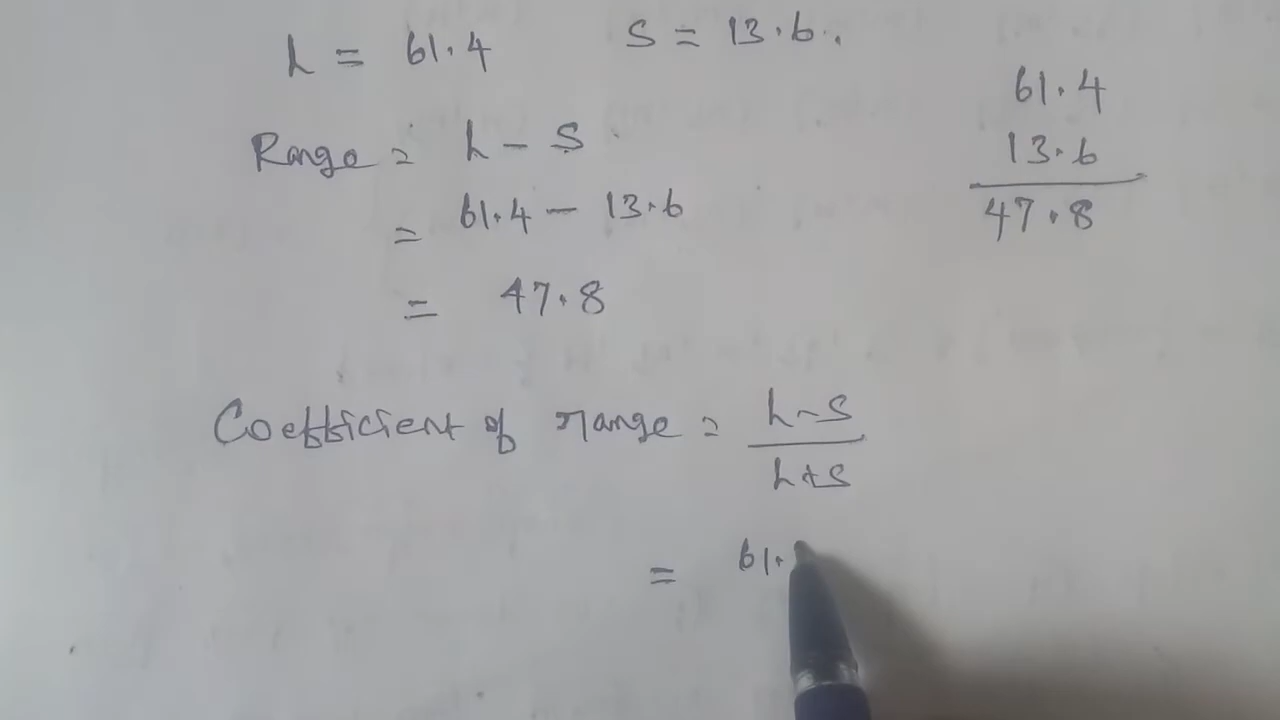 L = 61.4 S = 13.6.
Range = L - S
= 61.4 - 13.6
= 47.8
61.4
13.6
47.8
Coefficient of range = L-S
L+S
= 61.